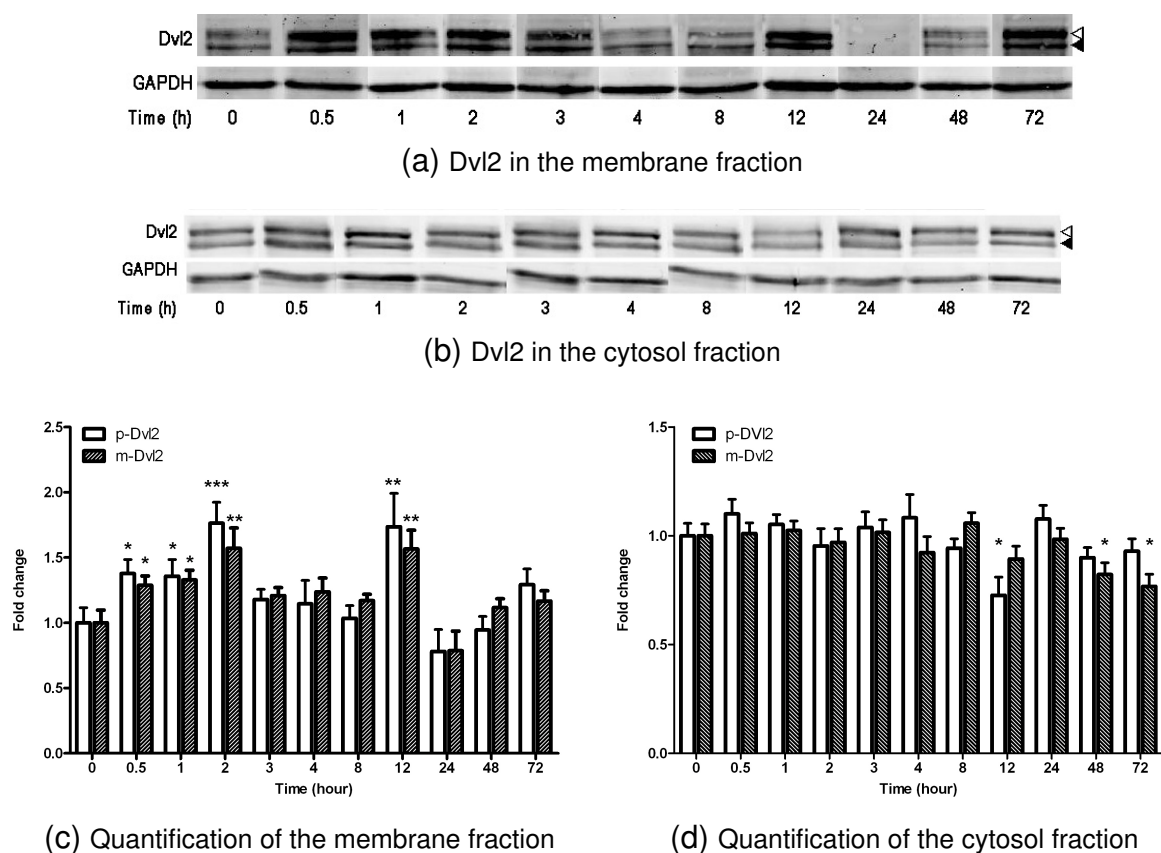 Dvl2
GAPDH
Time (h) 0 0.5 1 2 3 4 8 12 24 48 72
(a) Dvl2 in the membrane fraction
Dvl2
GAPDH
Time (h) 0 0.5 1 2 3 4 8 12 24 48 72
(b) Dvl2 in the cytosol fraction
2.5
2.0
1.5
1.0
0.5
0.0
Fold change
p-Dvl2
m-Dvl2
* * * * *** ** ** **
0 0.5 1 2 3 4 8 12 24 48 72
Time (hour)
(c) Quantification of the membrane fraction
1.5
1.0
0.5
0.0
Fold change
p-DVl2
m-Dvl2
* * *
0 0.5 1 2 3 4 8 12 24 48 72
Time (hour)
(d) Quantification of the cytosol fraction